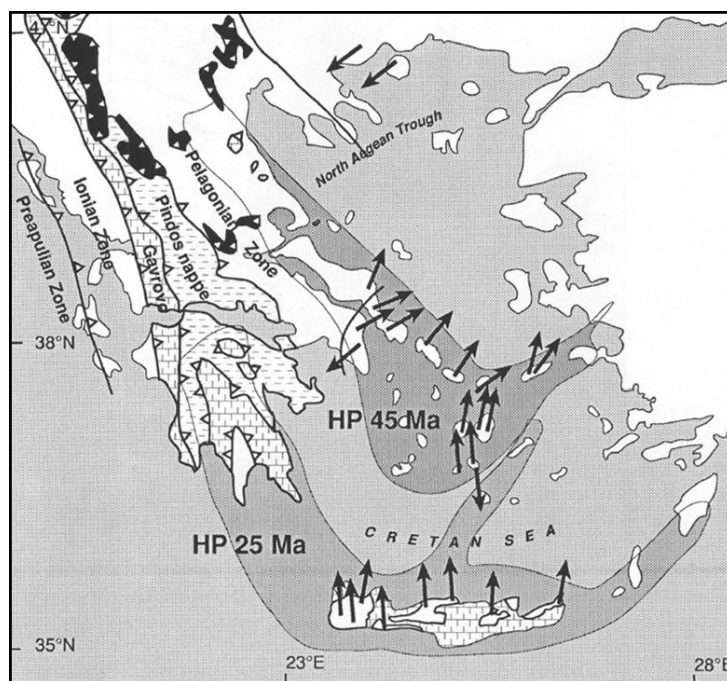 47°N
North Aegean Trough
Pelagonian Zone
Ionian Zone
Pindos nappe
Preapulian Zone
Gavrovo
38°N
HP 45 Ma
CRETAN SEA
HP 25 Ma
35°N
23°E
28°E